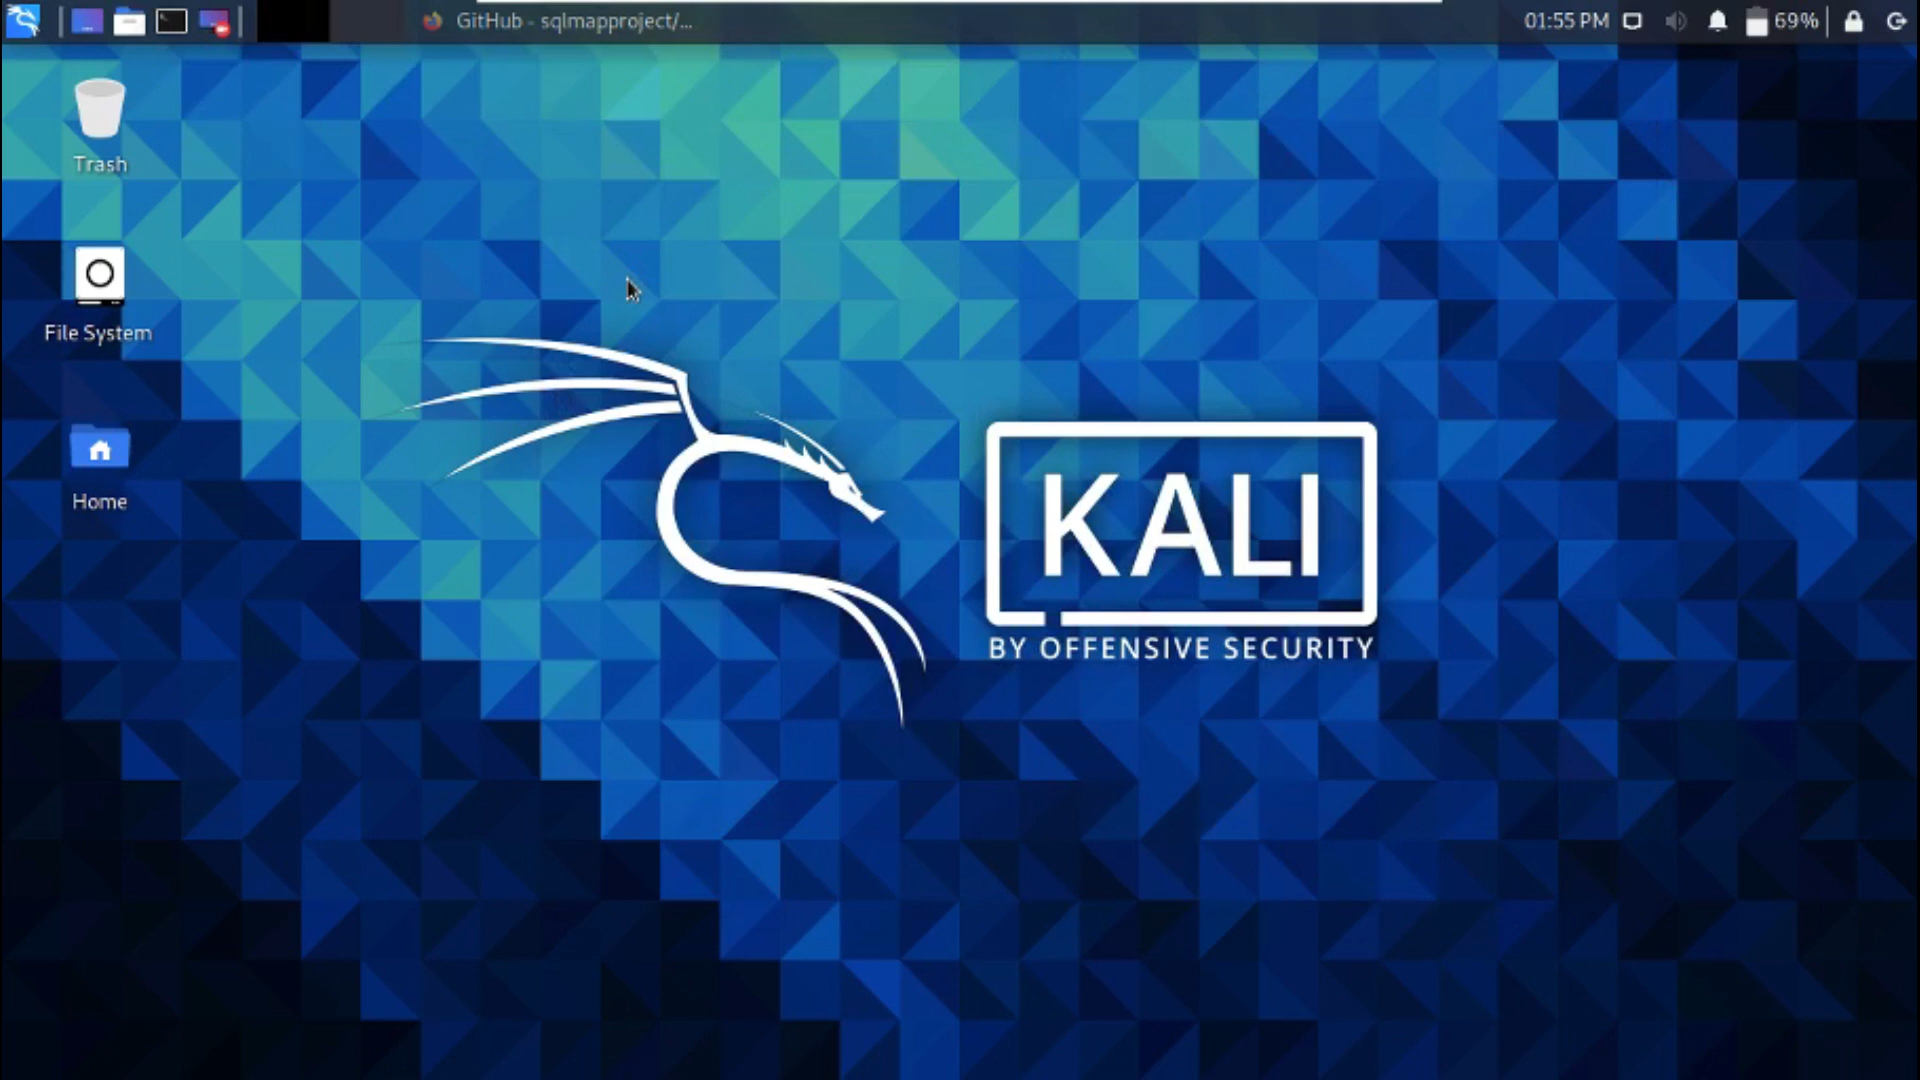 GitHub - sqlmapproject/...
01:55 PM
69%
Trash
File System
Home
KALI
BY OFFENSIVE SECURITY